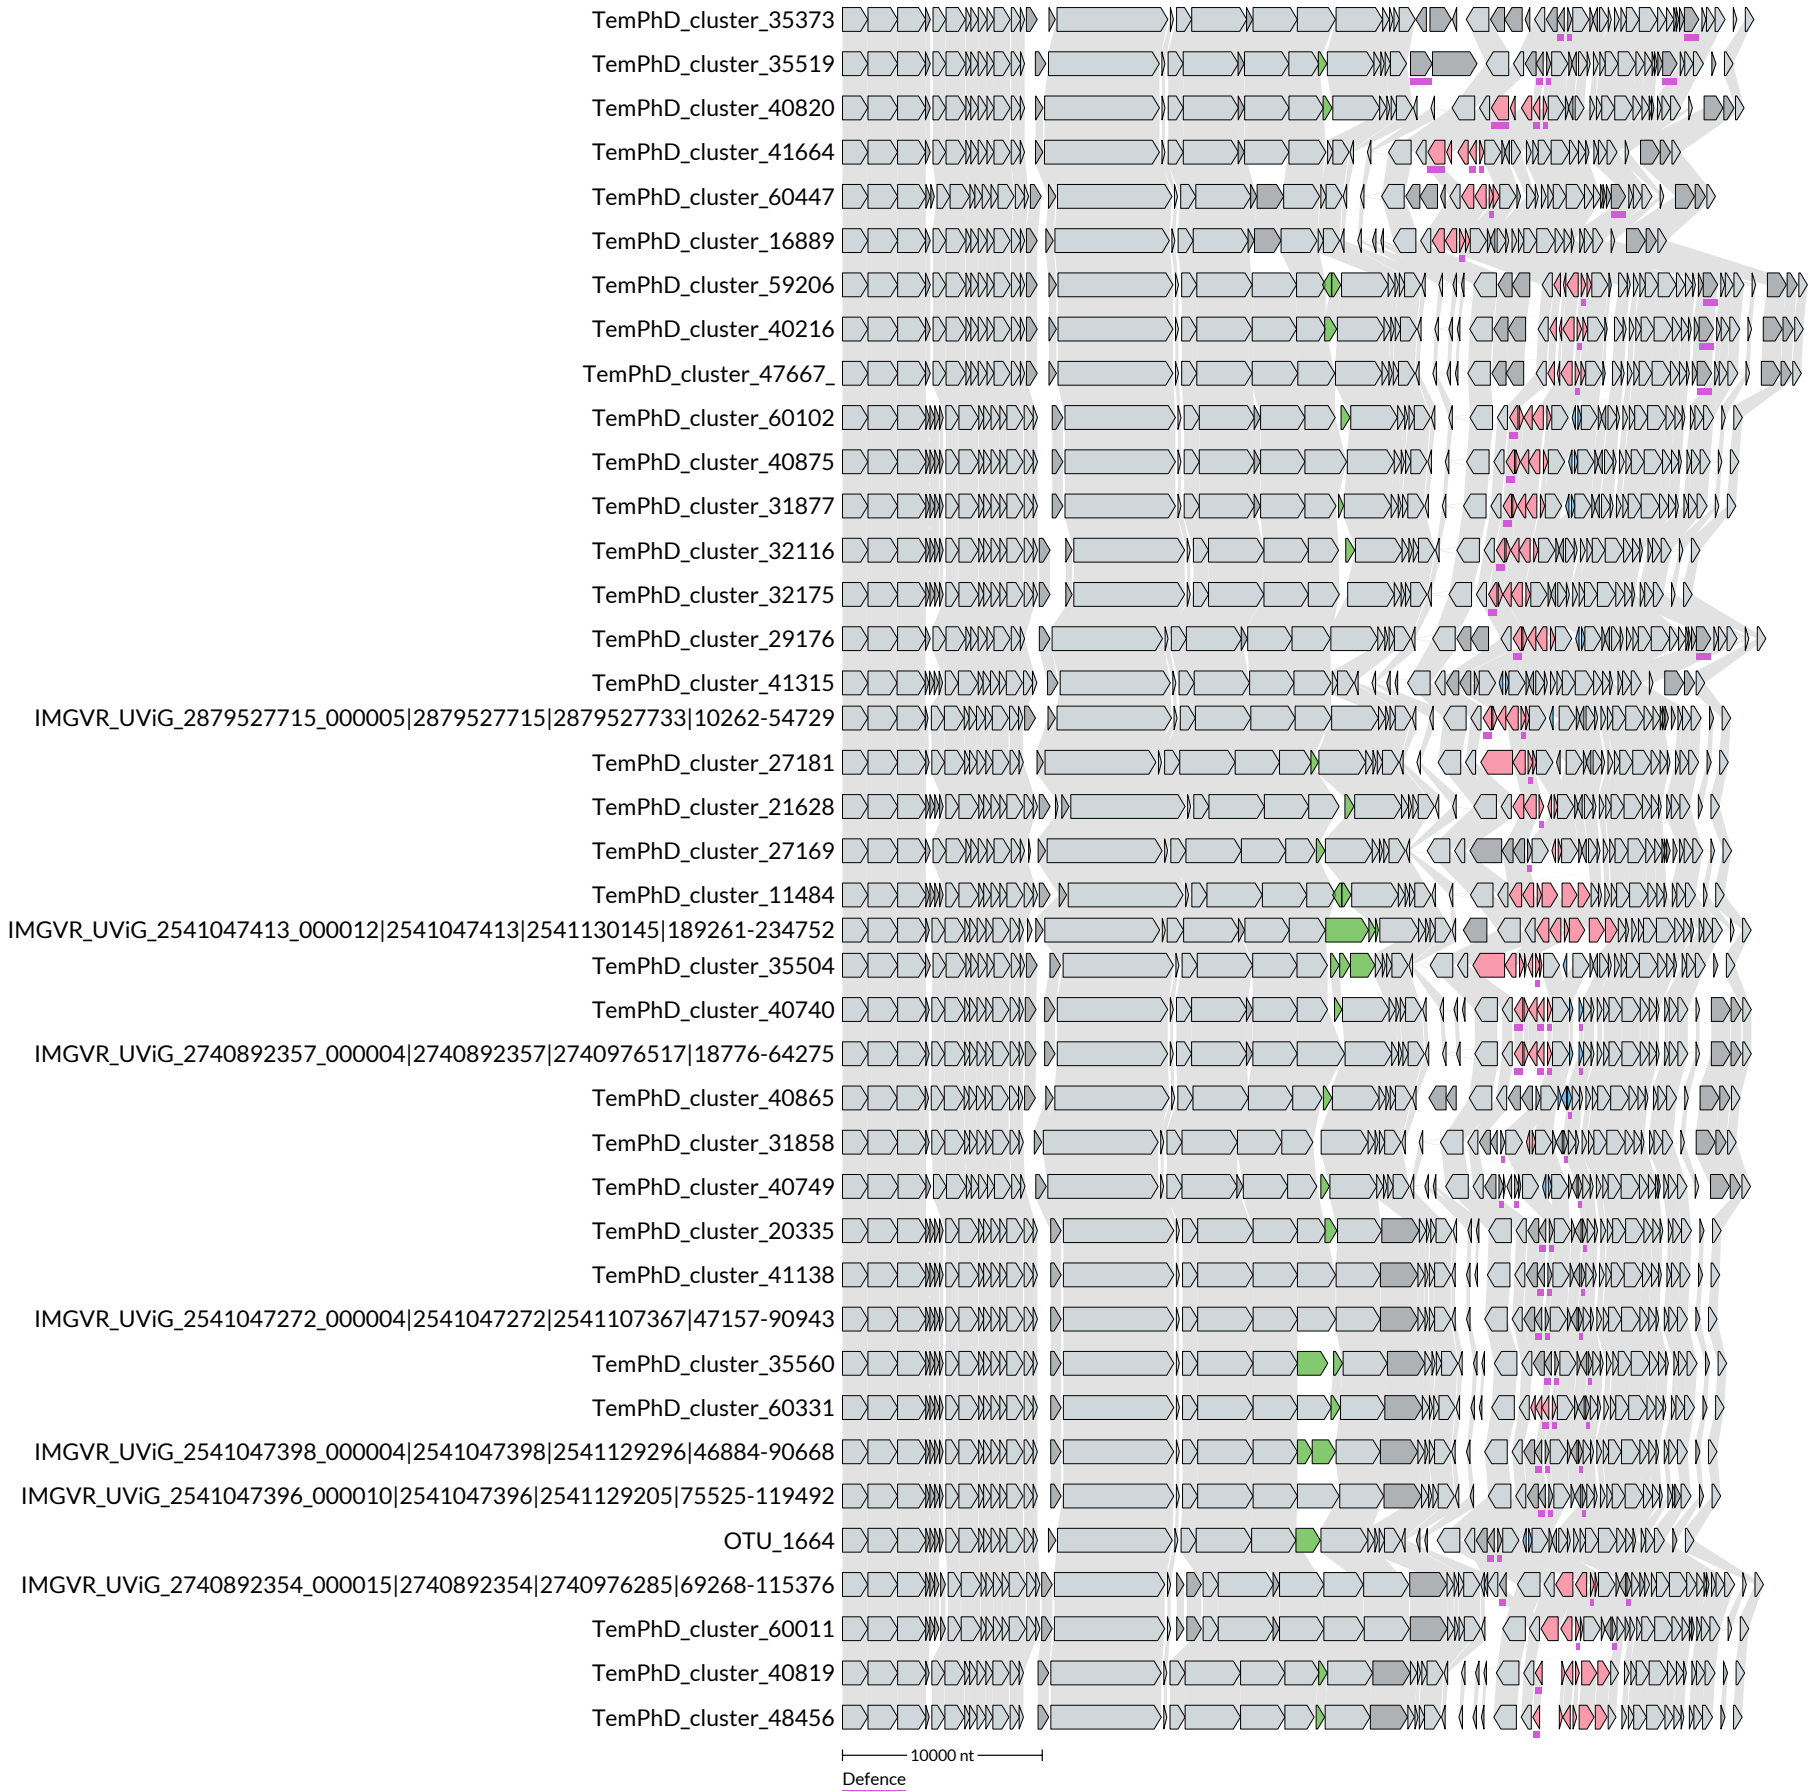 TemPhD_cluster_35373
TemPhD_cluster_35519
TemPhD_cluster_40820
TemPhD_cluster_41664
TemPhD_cluster_60447
TemPhD_cluster_16889
TemPhD_cluster_59206
TemPhD_cluster_40216
TemPhD_cluster_47667_
TemPhD_cluster_60102
TemPhD_cluster_40875
TemPhD_cluster_31877
TemPhD_cluster_32116
TemPhD_cluster_32175
TemPhD_cluster_29176
TemPhD_cluster_41315
IMGVR_UViG_2879527715_000005|2879527715|2879527733|10262-54729
TemPhD_cluster_27181
TemPhD_cluster_21628
TemPhD_cluster_27169
TemPhD_cluster_11484
IMGVR_UViG_2541047413_000012|2541047413|2541130145|189261-234752
TemPhD_cluster_35504
TemPhD_cluster_40740
IMGVR_UViG_2740892357_000004|2740892357|2740976517|18776-64275
TemPhD_cluster_40865
TemPhD_cluster_31858
TemPhD_cluster_40749
TemPhD_cluster_20335
TemPhD_cluster_41138
IMGVR_UViG_2541047272_000004|2541047272|2541107367|47157-90943
TemPhD_cluster_35560
TemPhD_cluster_60331
IMGVR_UViG_2541047398_000004|2541047398|2541129296|46884-90668
IMGVR_UViG_2541047396_000010|2541047396|2541129205|75525-119492
OTU_1664
IMGVR_UViG_2740892354_000015|2740892354|2740976285|69268-115376
TemPhD_cluster_60011
TemPhD_cluster_40819
TemPhD_cluster_48456
10000 nt
Defence